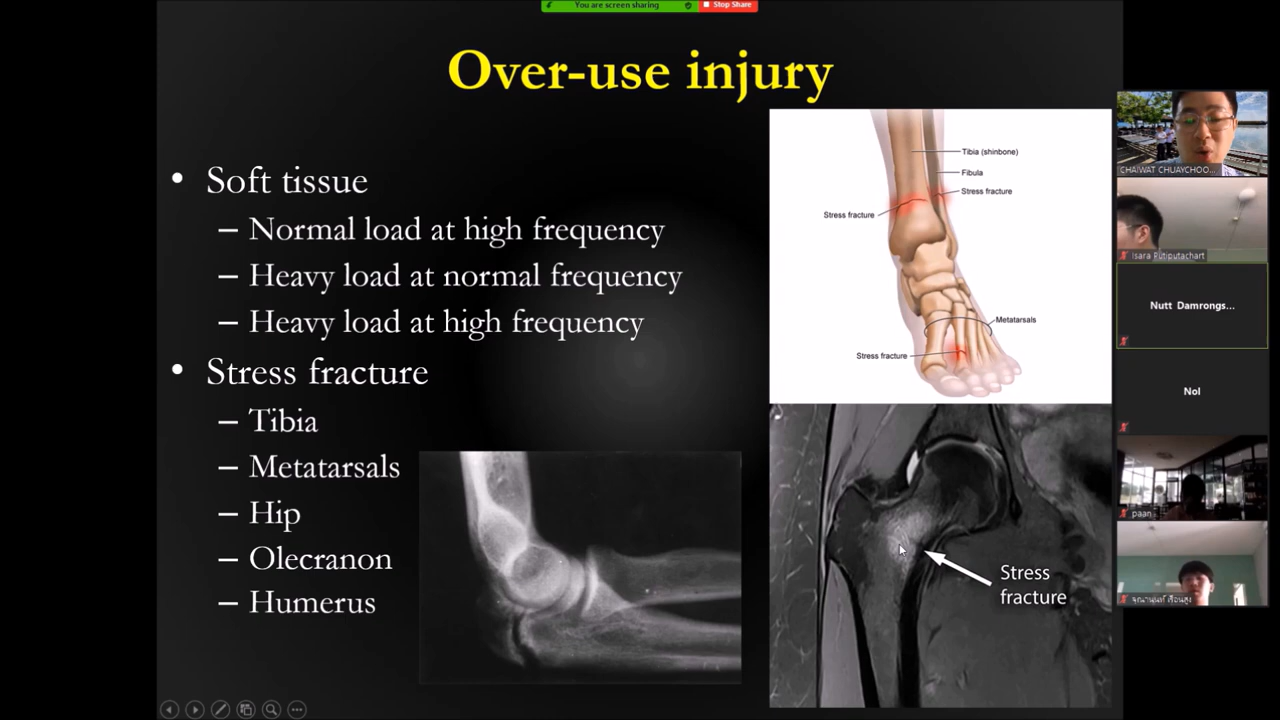 You are screen sharing
Stop Share
Over-use injury
• Soft tissue
– Normal load at high frequency
– Heavy load at normal frequency
– Heavy load at high frequency
• Stress fracture
– Tibia
– Metatarsals
– Hip
– Olecranon
– Humerus
Tibia (shinbone)
Fibula
Stress fracture
Stress fracture
Metatarsals
Stress fracture
Stress
fracture
CHAIWAT CHUAYCHOO...
Isara Putiputachart
Nutt Damrongs...
Nol
paan